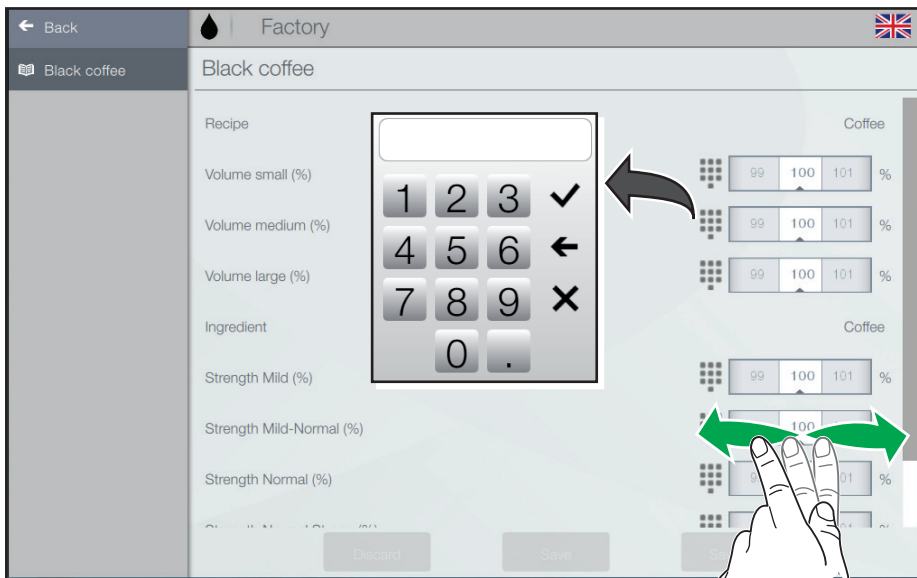 Back
Factory
Black coffee
Black coffee
Recipe
Coffee
Volume small (%)
99 100 101 %
Volume medium (%)
99 100 101 %
Volume large (%)
99 100 101 %
Ingredient
Coffee
Strength Mild (%)
99 100 101 %
Strength Mild-Normal (%)
100
Strength Normal (%)
01 %
1 2 3
4 5 6
7 8 9
0 .
Discard
Save